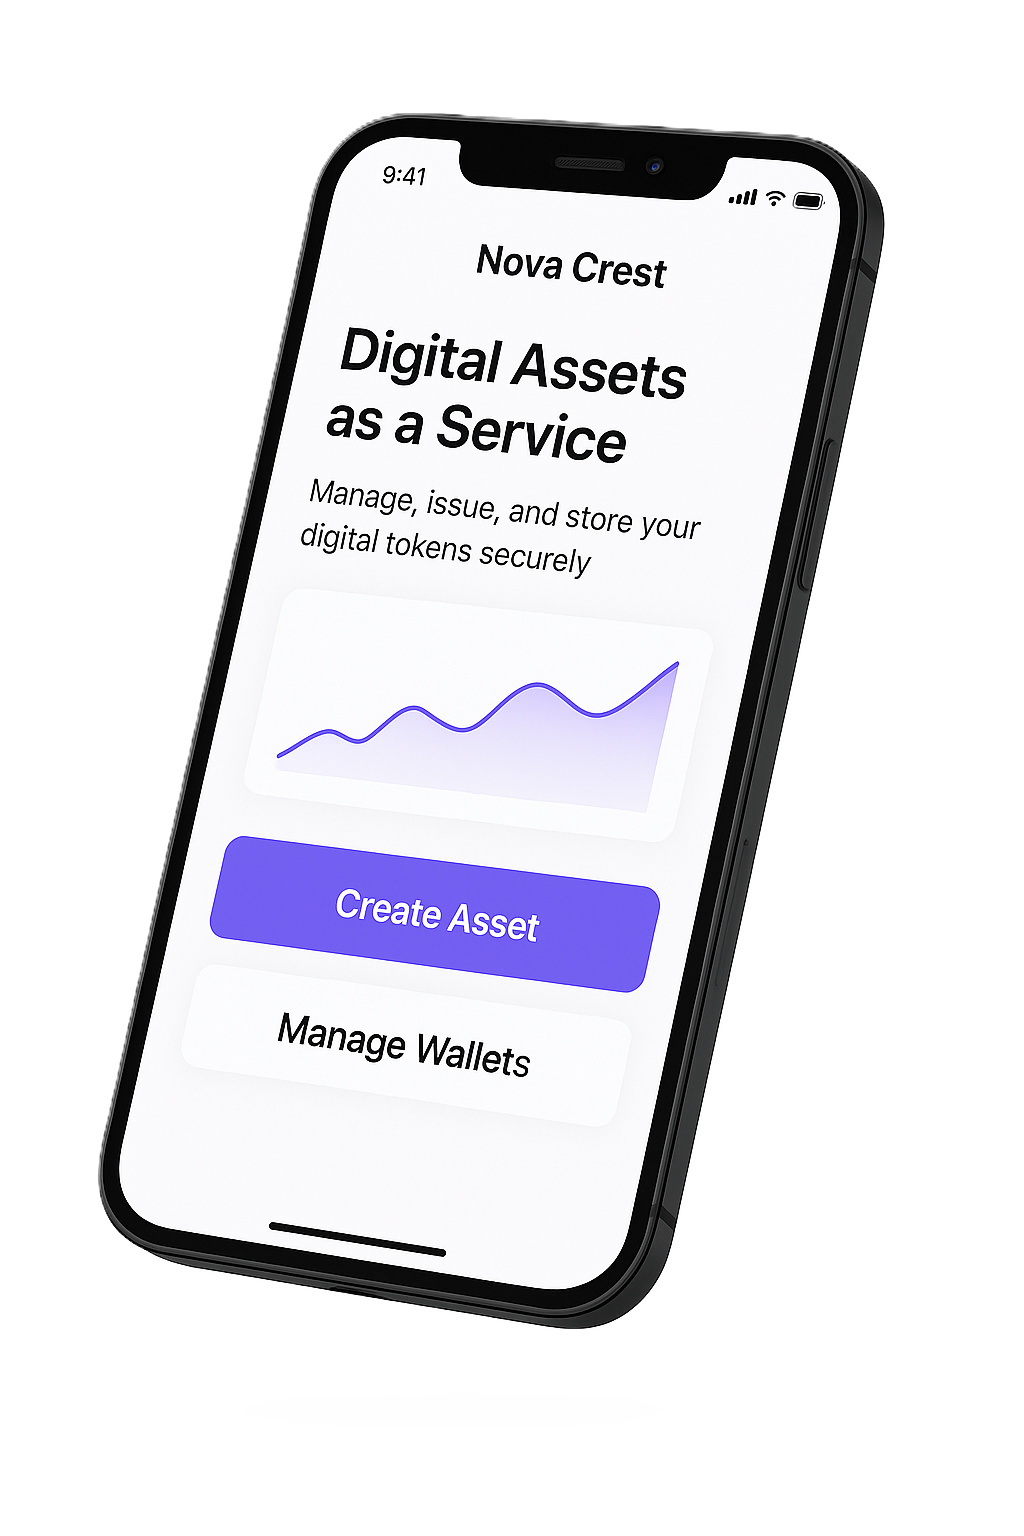 9:41
Nova Crest
Digital Assets
as a Service
Manage, issue, and store your
digital tokens securely
Create Asset
Manage Wallets